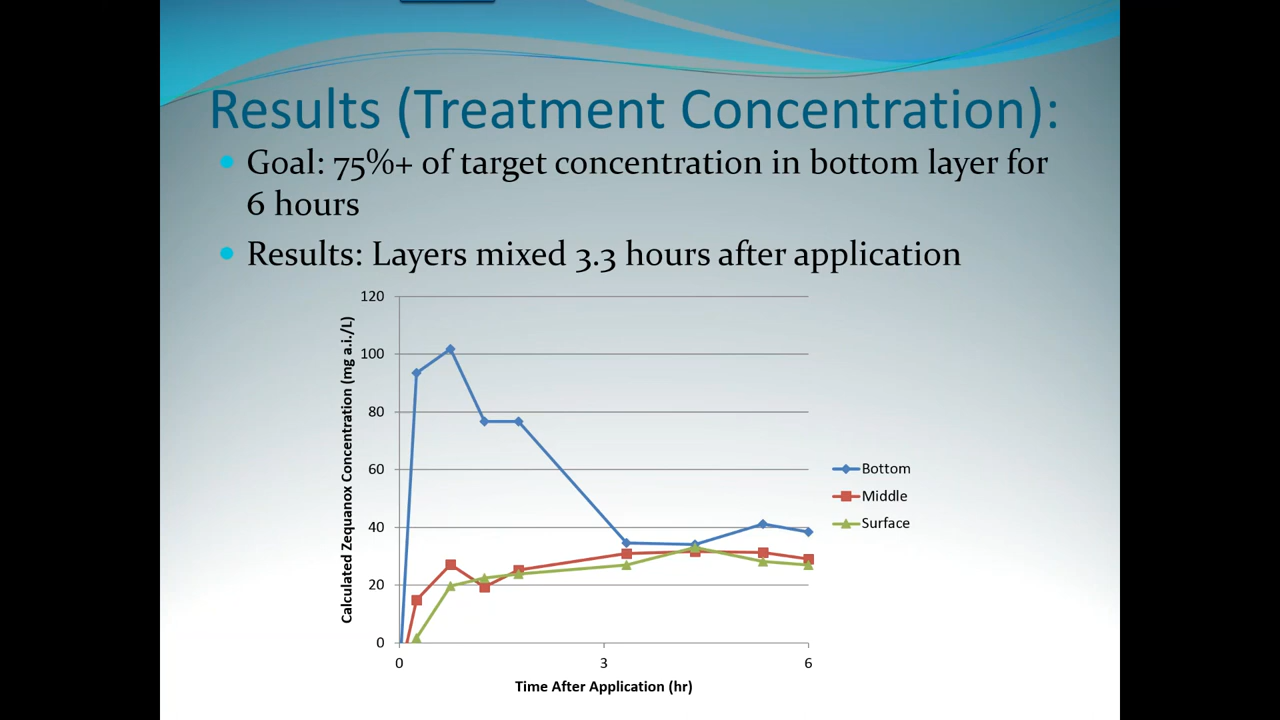 Results (Treatment Concentration):
Goal: 75%+ of target concentration in bottom layer for
6 hours
Results: Layers mixed 3.3 hours after application
120
100
80
60
40
20
0
Calculated Zequanox Concentration (mg a.i./L)
0 3 6
Time After Application (hr)
Bottom
Middle
Surface